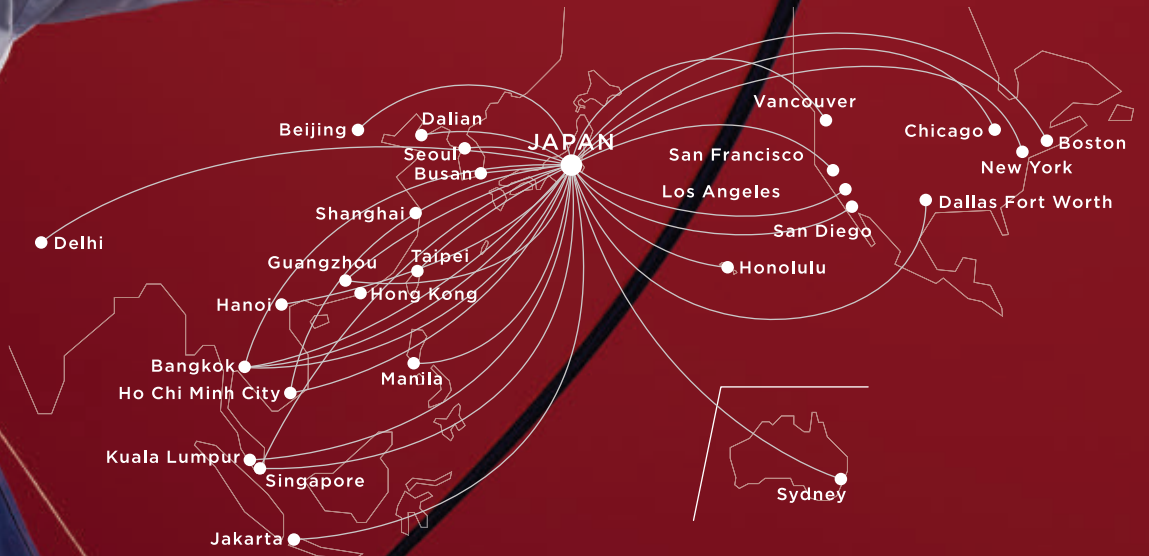 Vancouver
Dalian
Beijing
Chicago
JAPAN
Boston
Seoul
San Francisco
New York
Busan
Los Angeles
Dallas Fort Worth
Shanghai
San Diego
Delhi
Taipei
Guangzhou
Honolulu
Hong Kong
Hanoi
Bangkok
Manila
Ho Chi Minh City
Kuala Lumpur
Singapore
Sydney
Jakarta